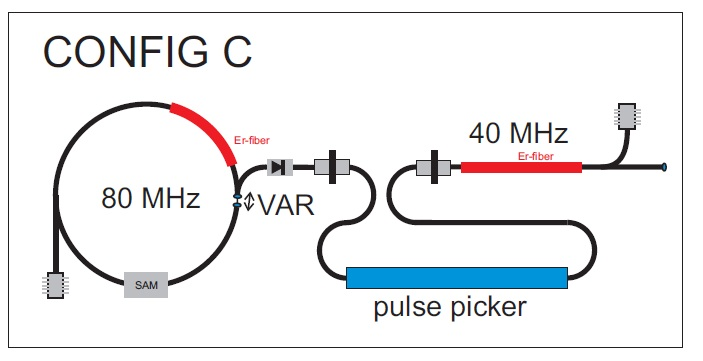 CONFIG C
Er-fiber
80 MHz
VAR
SAM
40 MHz
Er-fiber
pulse picker